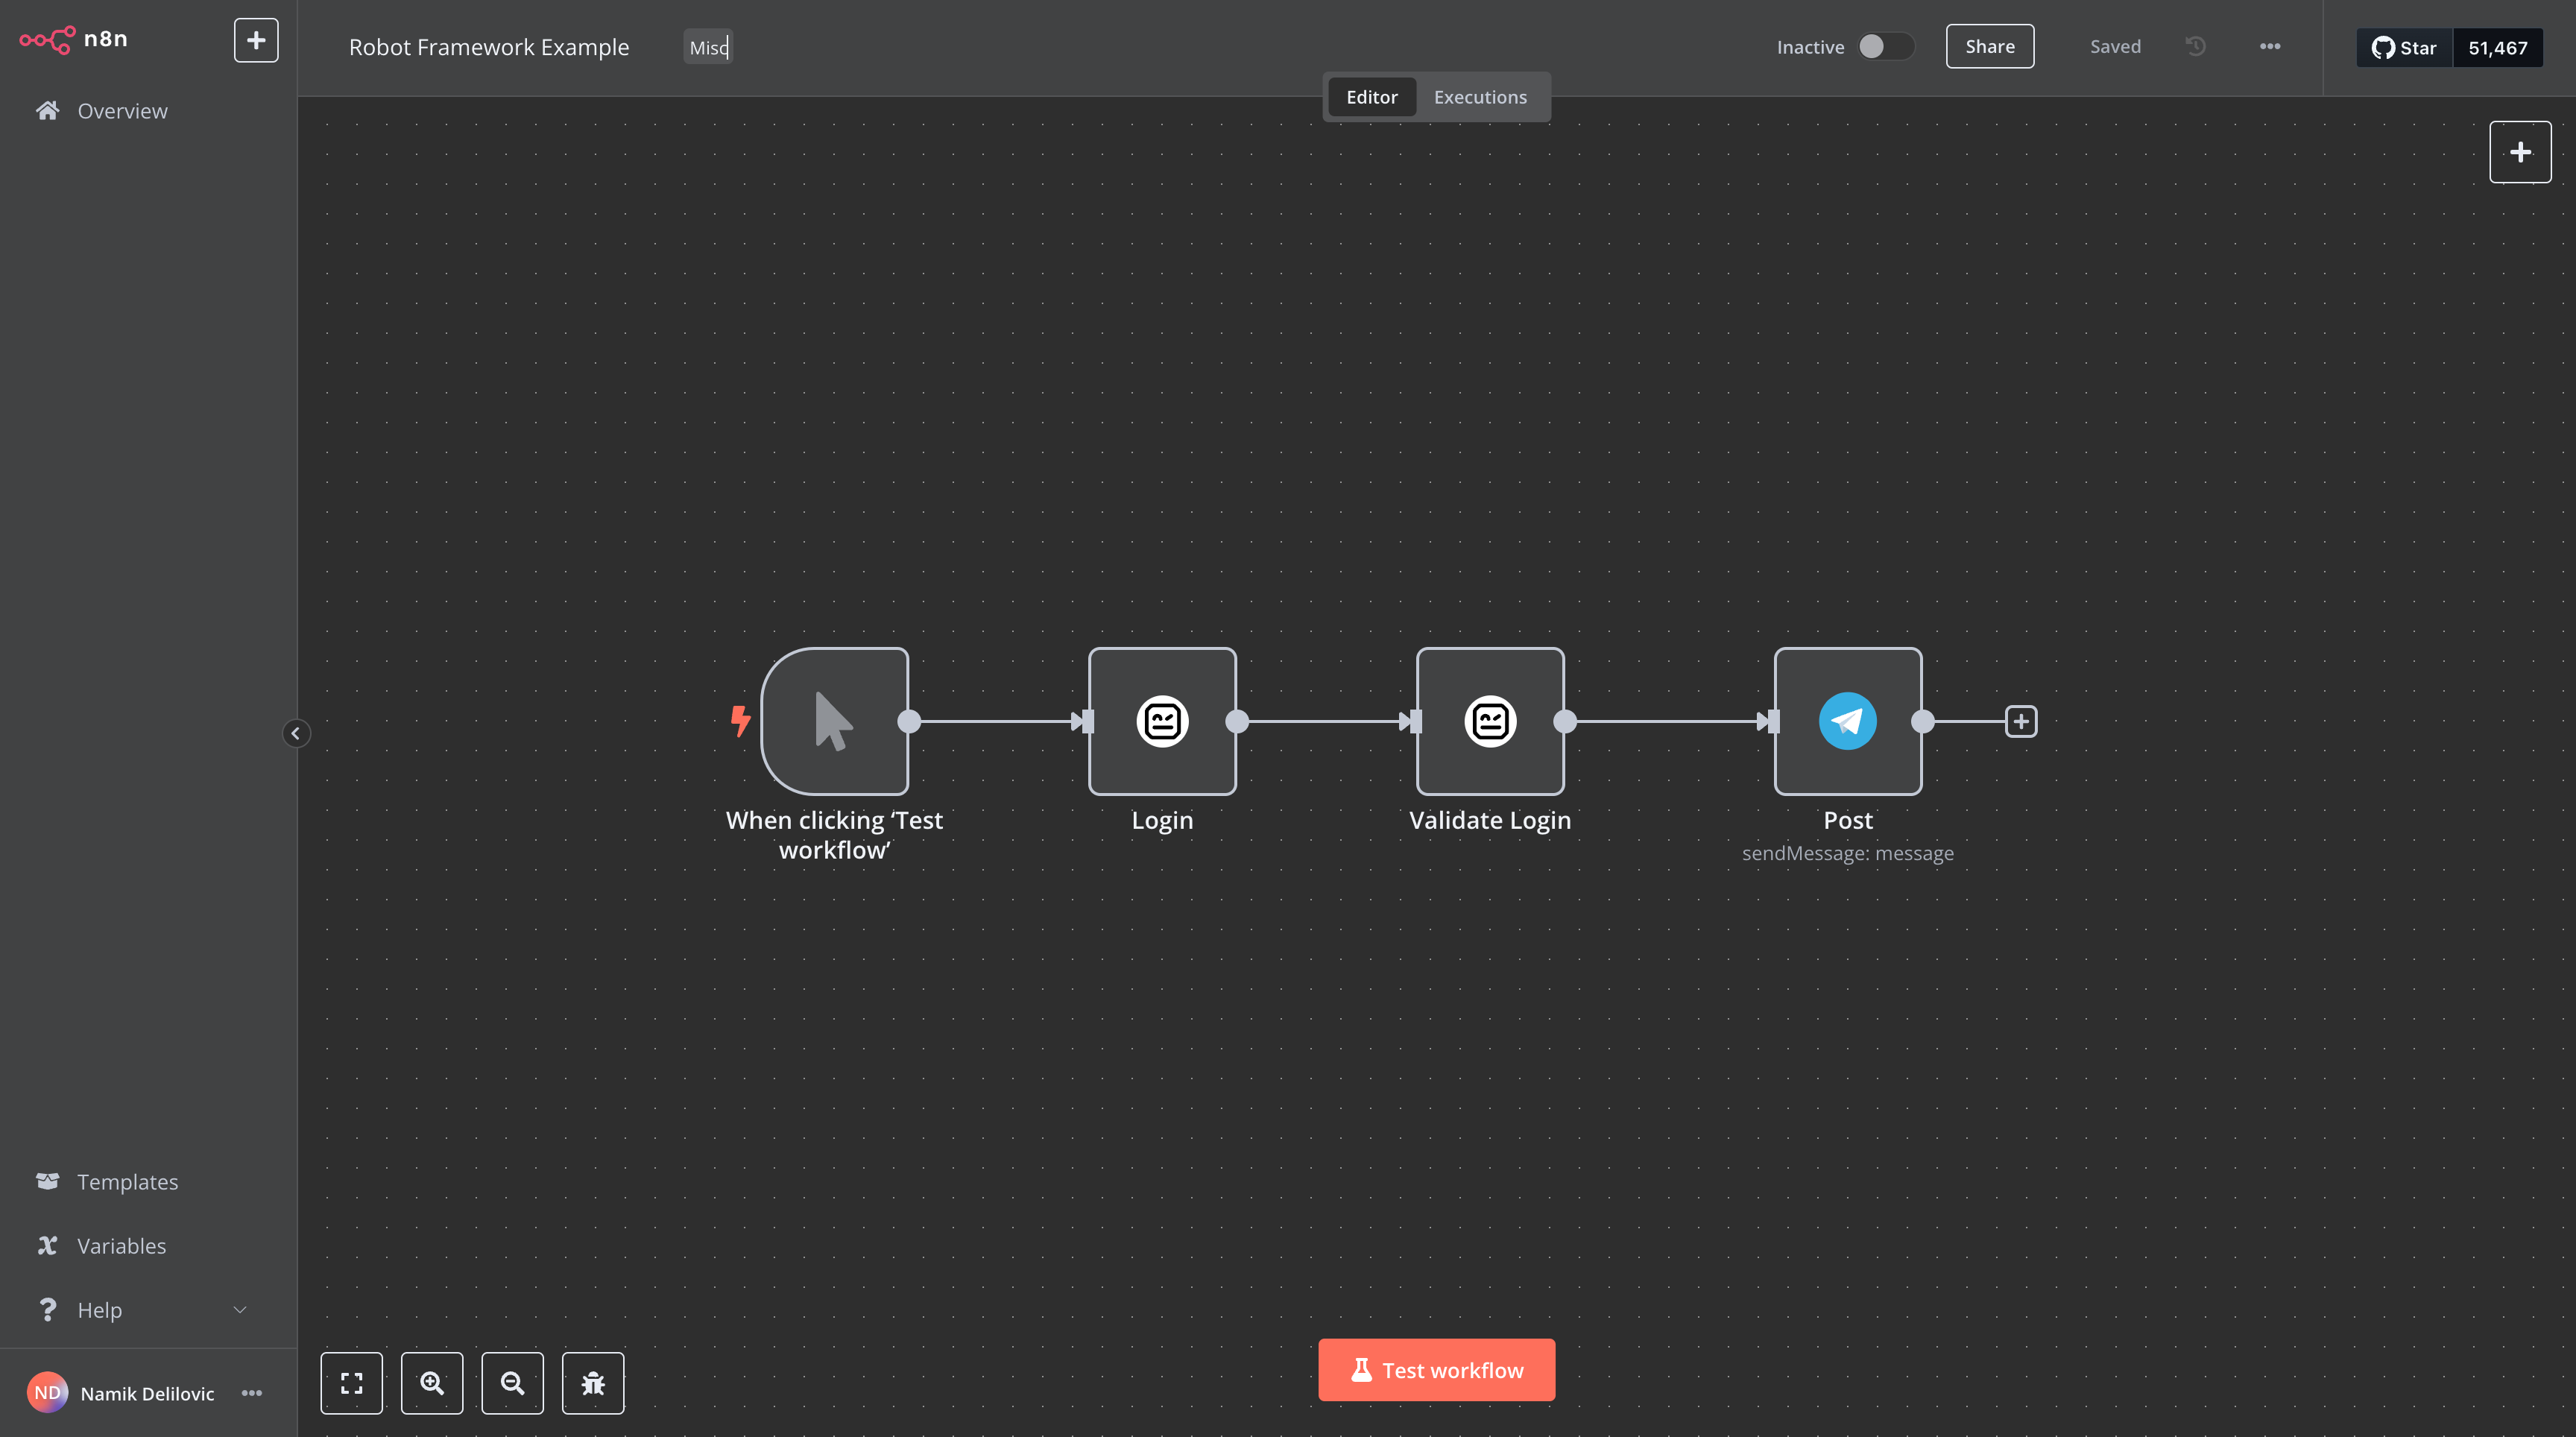 n8n
Robot Framework Example
Misc
Inactive
Share
Saved
Star
51,467
Overview
Editor
Executions
When clicking ‘Test
workflow’
Login
Validate Login
Post
sendMessage: message
Templates
Variables
Help
ND
Namik Delilovic
Test workflow